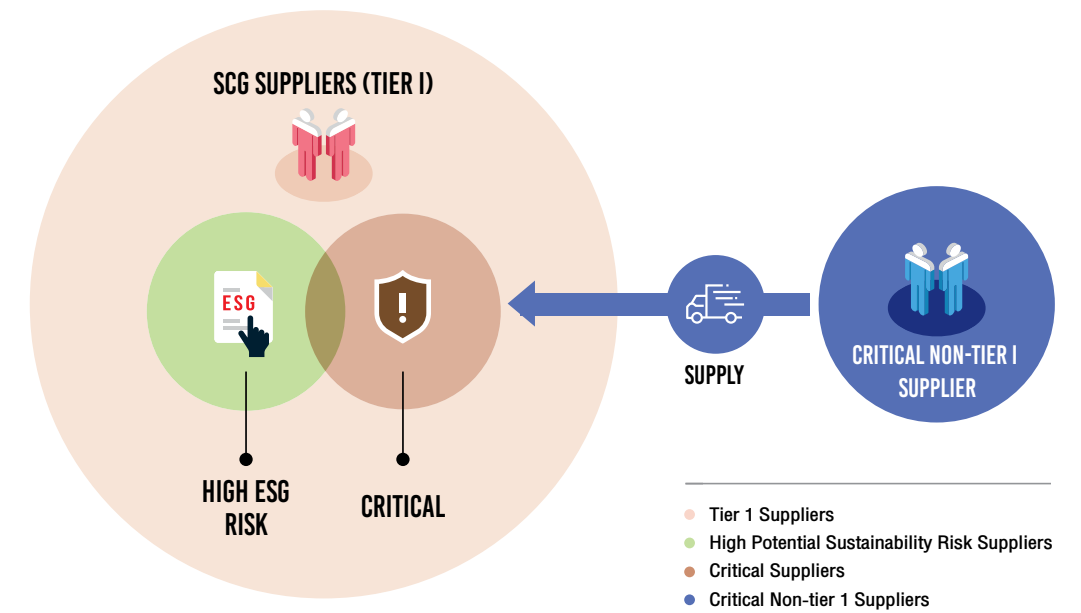 SCG SUPPLIERS (TIER I)
ESG
HIGH ESG
RISK
CRITICAL
SUPPLY
CRITICAL NON-TIER I
SUPPLIER
Tier 1 Suppliers
High Potential Sustainability Risk Suppliers
Critical Suppliers
Critical Non-tier 1 Suppliers